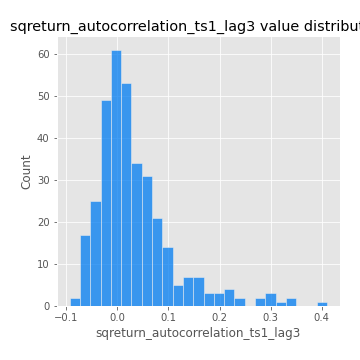 sqreturn_autocorrelation_ts1_lag3 value distribut
60
50
40
30
20
10
0
Count
−0.1 0.0 0.1 0.2 0.3 0.4
sqreturn_autocorrelation_ts1_lag3